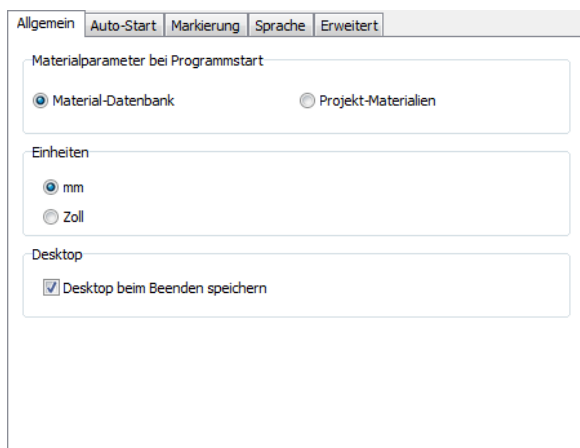 Allgemein Auto-Start Markierung Sprache Erweitert
Materialparameter bei Programmstart
Material-Datenbank Projekt-Materialien
Einheiten
mm
Zoll
Desktop
Desktop beim Beenden speichern